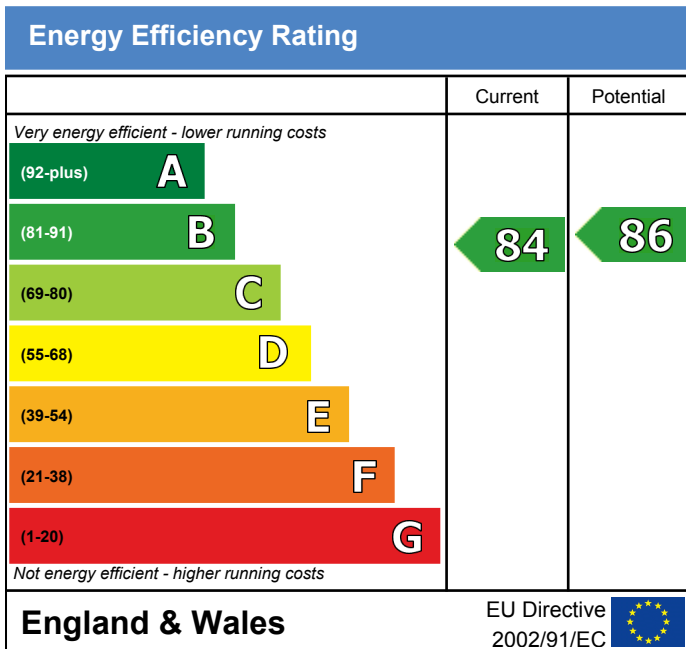 Energy Efficiency Rating
Current Potential
Very energy efficient - lower running costs
(92-plus) A
(81-91) B
84 86
(69-80) C
(55-68) D
(39-54) E
(21-38) F
(1-20) G
Not energy efficient - higher running costs
England & Wales
EU Directive
2002/91/EC